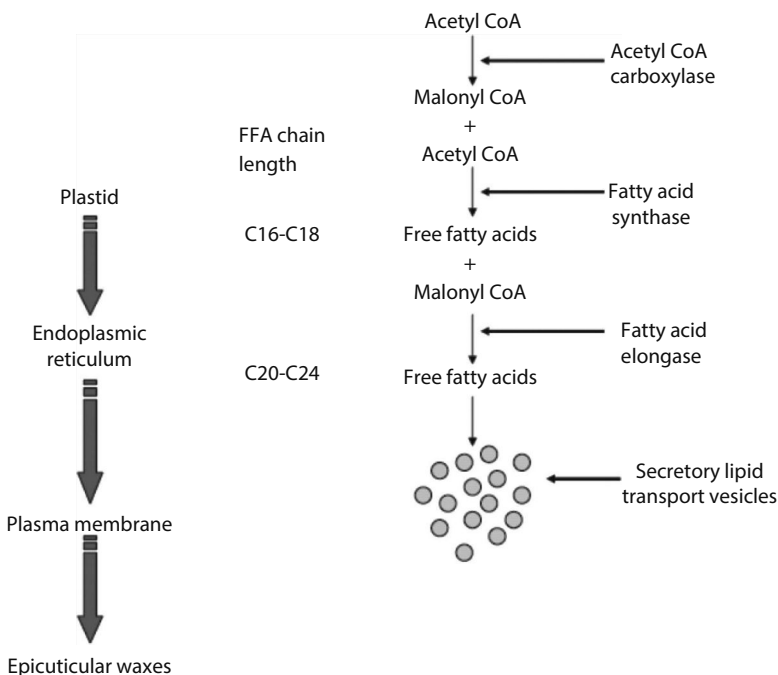 Acetyl CoA
Acetyl CoA
carboxylase
Malonyl CoA
+
FFA chain
length
Acetyl CoA
Plastid
Fatty acid
synthase
C16-C18
Free fatty acids
+
Malonyl CoA
Endoplasmic
reticulum
Fatty acid
elongase
C20-C24
Free fatty acids
Secretory lipid
transport vesicles
Plasma membrane
Epicuticular waxes